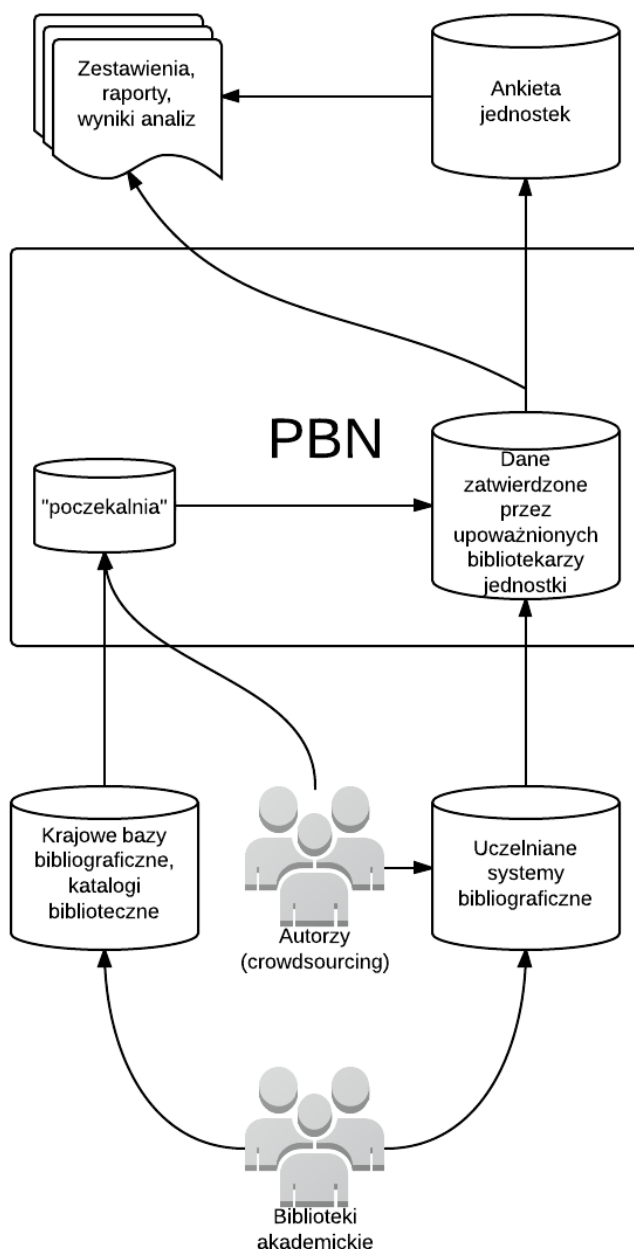 Zestawienia,
raporty,
wyniki analiz
Ankieta
jednostek
PBN
"poczekalnia"
Dane
zatwierdzone
przez
upoważnionych
bibliotekarzy
jednostki
Krajowe bazy
bibliograficzne,
katalogi
biblioteczne
Autorzy
(crowdsourcing)
Uczelniane
systemy
bibliograficzne
Biblioteki
akademickie